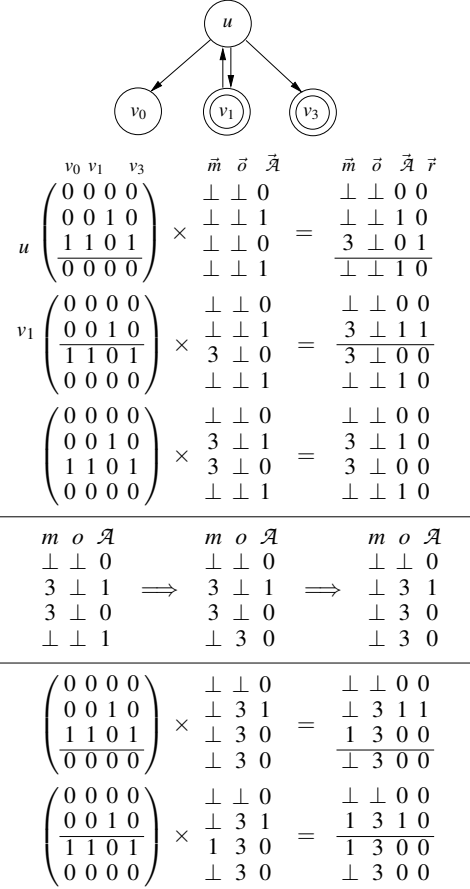 u
v₀ v₁ v₃
v₀ v₁ v₃ m⃗ o⃗ 𝒜⃗ m⃗ o⃗ 𝒜⃗ r⃗
0 0 0 0 ⊥ ⊥ 0 ⊥ ⊥ 0 0
0 0 1 0 ⊥ ⊥ 1 ⊥ ⊥ 1 0
u 1 1 0 1 × ⊥ ⊥ 0 = 3 ⊥ 0 1
0 0 0 0 ⊥ ⊥ 1 ⊥ ⊥ 1 0
0 0 0 0 ⊥ ⊥ 0 ⊥ ⊥ 0 0
v₁ 0 0 1 0 ⊥ ⊥ 1 3 ⊥ 1 1
1 1 0 1 × 3 ⊥ 0 = 3 ⊥ 0 0
0 0 0 0 ⊥ ⊥ 1 ⊥ ⊥ 1 0
0 0 0 0 ⊥ ⊥ 0 ⊥ ⊥ 0 0
0 0 1 0 3 ⊥ 1 3 ⊥ 1 0
1 1 0 1 × 3 ⊥ 0 = 3 ⊥ 0 0
0 0 0 0 ⊥ ⊥ 1 ⊥ ⊥ 1 0
m o 𝒜 m o 𝒜 m o 𝒜
⊥ ⊥ 0 ⊥ ⊥ 0 ⊥ ⊥ 0
3 ⊥ 1 ⟹ 3 ⊥ 1 ⟹ ⊥ 3 1
3 ⊥ 0 3 ⊥ 0 ⊥ 3 0
⊥ ⊥ 1 ⊥ 3 0 ⊥ 3 0
0 0 0 0 ⊥ ⊥ 0 ⊥ ⊥ 0 0
0 0 1 0 ⊥ 3 1 ⊥ 3 1 1
1 1 0 1 × ⊥ 3 0 = 1 3 0 0
0 0 0 0 ⊥ 3 0 ⊥ 3 0 0
0 0 0 0 ⊥ ⊥ 0 ⊥ ⊥ 0 0
0 0 1 0 ⊥ 3 1 1 3 1 0
1 1 0 1 × 1 3 0 = 1 3 0 0
0 0 0 0 ⊥ 3 0 ⊥ 3 0 0